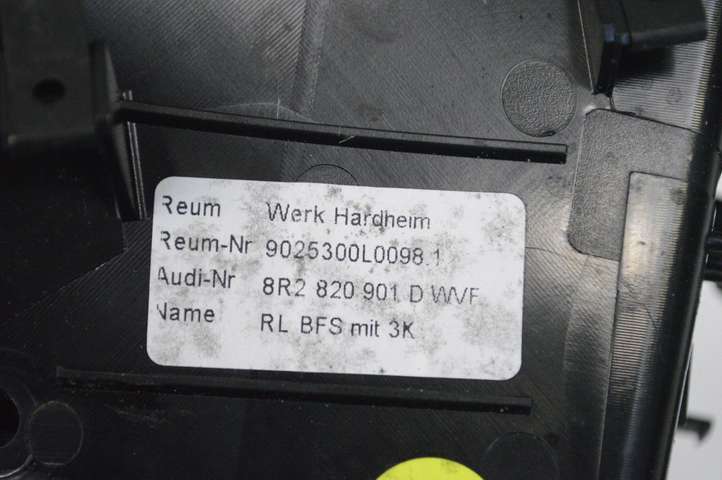 Reum Werk Hardheim
Reum-Nr 9025300L0098.1
Audi-Nr 8R2 820 901 D WVF
Name RL BFS mit 3K